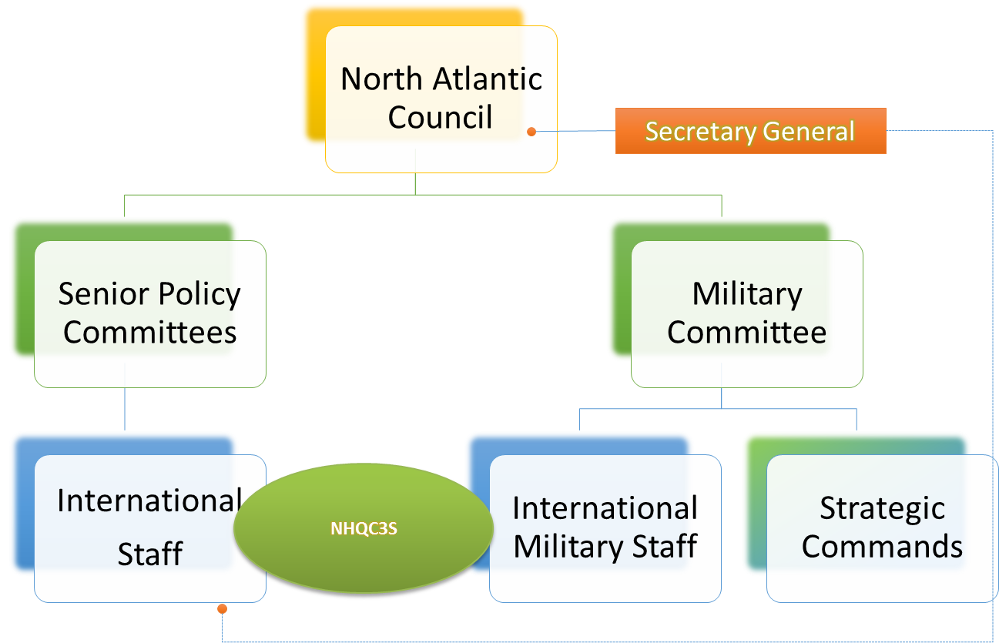 North Atlantic
Council
Secretary General
Senior Policy
Committees
Military
Committee
International
Staff
NHQC3S
International
Military Staff
Strategic
Commands